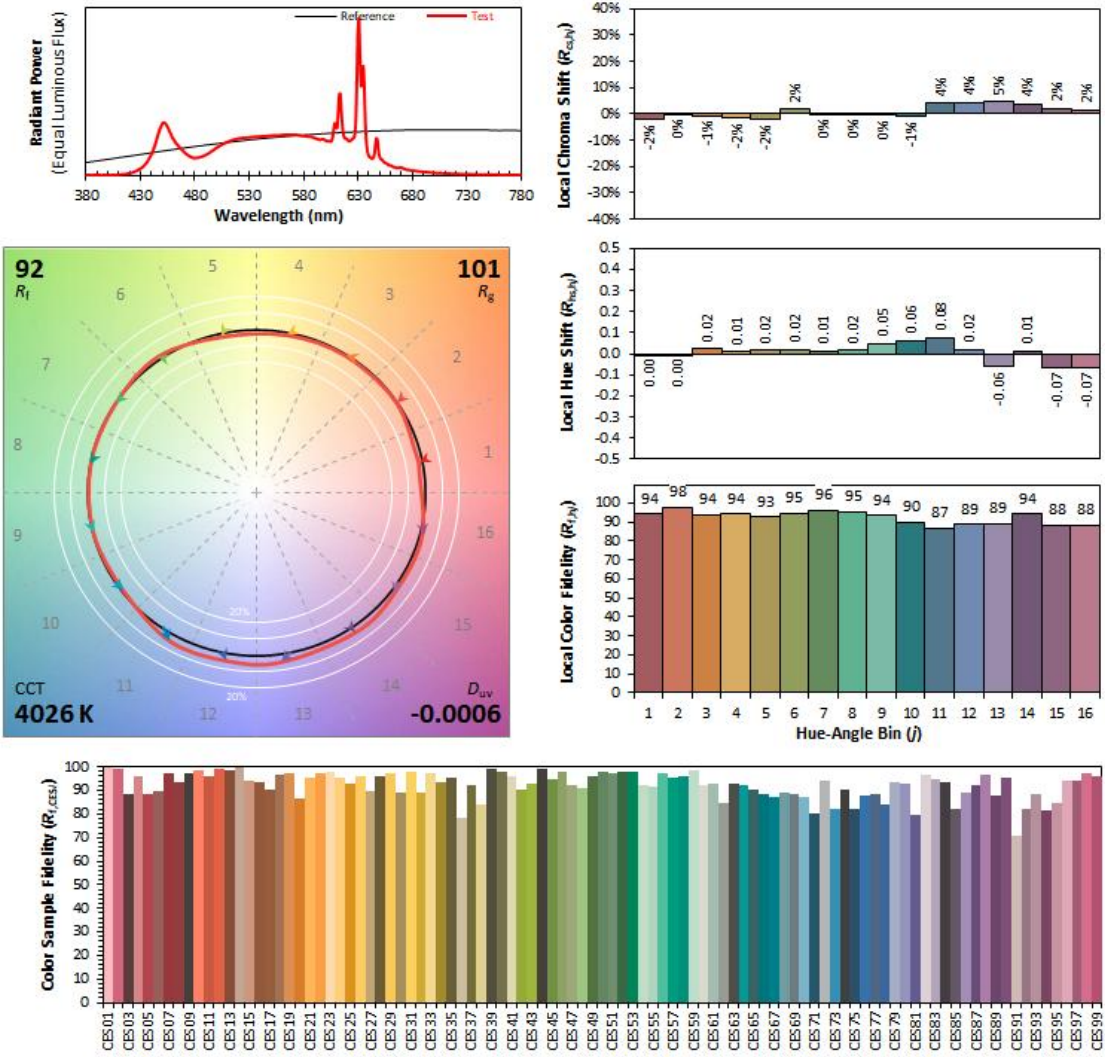 Radiant Power
(Equal Luminous Flux)
Reference
Test
380
430
480
530
580
630
680
730
780
Wavelength (nm)
Local Chroma Shift (Rcs,hj)
40%
30%
20%
10%
0%
-10%
-20%
-30%
-40%
-2%
0%
-1%
-2%
-2%
2%
0%
0%
0%
-1%
4%
4%
5%
4%
2%
2%
92
Rf
101
Rg
5
4
6
3
7
2
8
1
9
16
10
15
11
14
12
13
20%
20%
CCT
4026 K
Duv
-0.0006
Local Hue Shift (Rhs,hj)
0.5
0.4
0.3
0.2
0.1
0.0
-0.1
-0.2
-0.3
-0.4
-0.5
0.00
0.00
0.02
0.01
0.02
0.02
0.01
0.02
0.05
0.06
0.08
0.02
-0.06
0.01
-0.07
-0.07
Local Color Fidelity (Rf,hj)
100
90
80
70
60
50
40
30
20
10
0
94
98
94
94
93
95
96
95
94
90
87
89
89
94
88
88
1 2 3 4 5 6 7 8 9 10 11 12 13 14 15 16
Hue-Angle Bin (j)
Color Sample Fidelity (Rf,CESi)
100
90
80
70
60
50
40
30
20
10
0
CES01
CES03
CES05
CES07
CES09
CES11
CES13
CES15
CES17
CES19
CES21
CES23
CES25
CES27
CES29
CES31
CES33
CES35
CES37
CES39
CES41
CES43
CES45
CES47
CES49
CES51
CES53
CES55
CES57
CES59
CES61
CES63
CES65
CES67
CES69
CES71
CES73
CES75
CES77
CES79
CES81
CES83
CES85
CES87
CES89
CES91
CES93
CES95
CES97
CES99